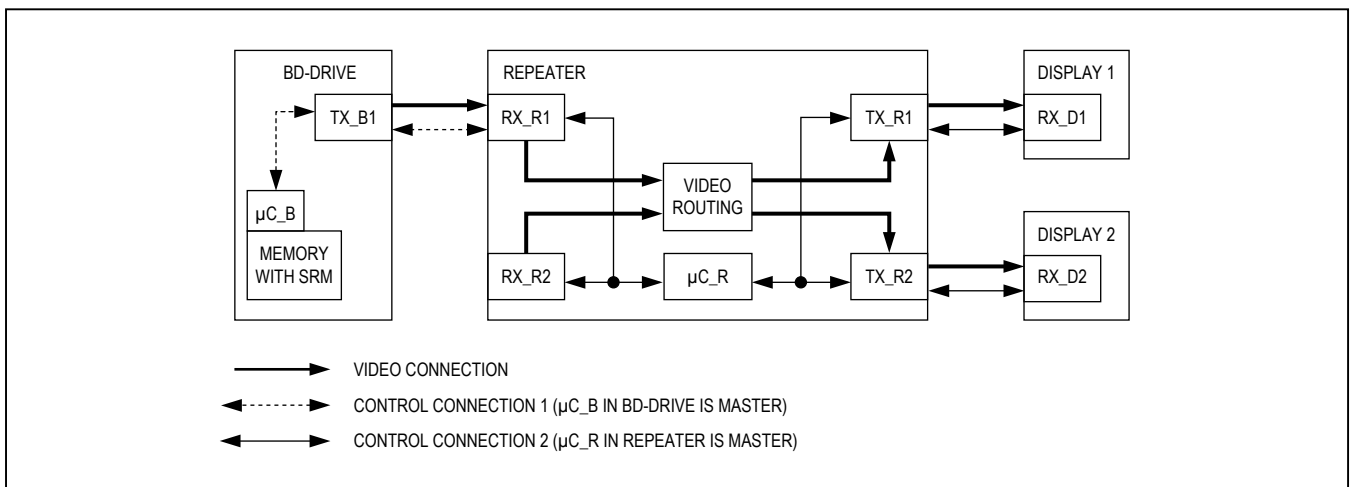 BD-DRIVE
TX_B1
µC_B
MEMORY
WITH SRM
REPEATER
RX_R1
RX_R2
VIDEO
ROUTING
µC_R
TX_R1
TX_R2
DISPLAY 1
RX_D1
DISPLAY 2
RX_D2
VIDEO CONNECTION
CONTROL CONNECTION 1 (µC_B IN BD-DRIVE IS MASTER)
CONTROL CONNECTION 2 (µC_R IN REPEATER IS MASTER)